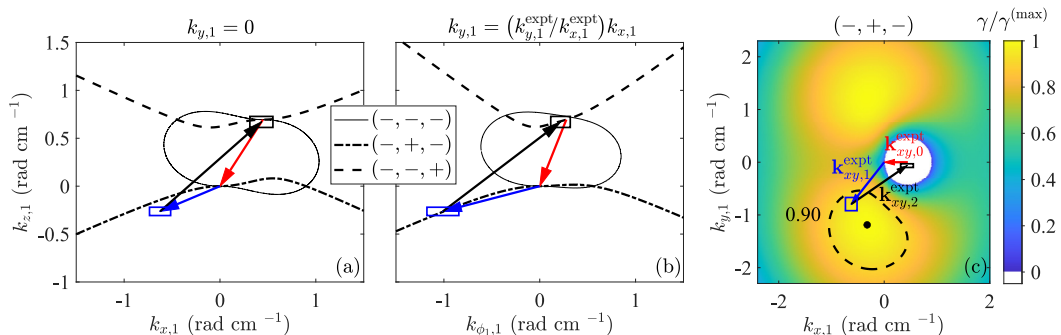 k_{y,1} = 0
k_{z,1} (rad cm ^{-1})
1.5
1
0.5
0
-0.5
-1
-1
0
1
k_{x,1} (rad cm ^{-1})
(a)
k_{y,1} = (k_{y,1}^{expt}/k_{x,1}^{expt})k_{x,1}
(−, −, −)
(−, +, −)
(−, −, +)
-1
0
1
k_{ϕ_1,1} (rad cm ^{-1})
(b)
(−, +, −)
k_{y,1} (rad cm ^{-1})
2
1
0
-1
-2
k_{xy,0}^{expt}
k_{xy,1}^{expt}
k_{xy,2}^{expt}
0.90
-2
0
2
k_{x,1} (rad cm ^{-1})
(c)
γ/γ^{(max)}
1
0.8
0.6
0.4
0.2
0